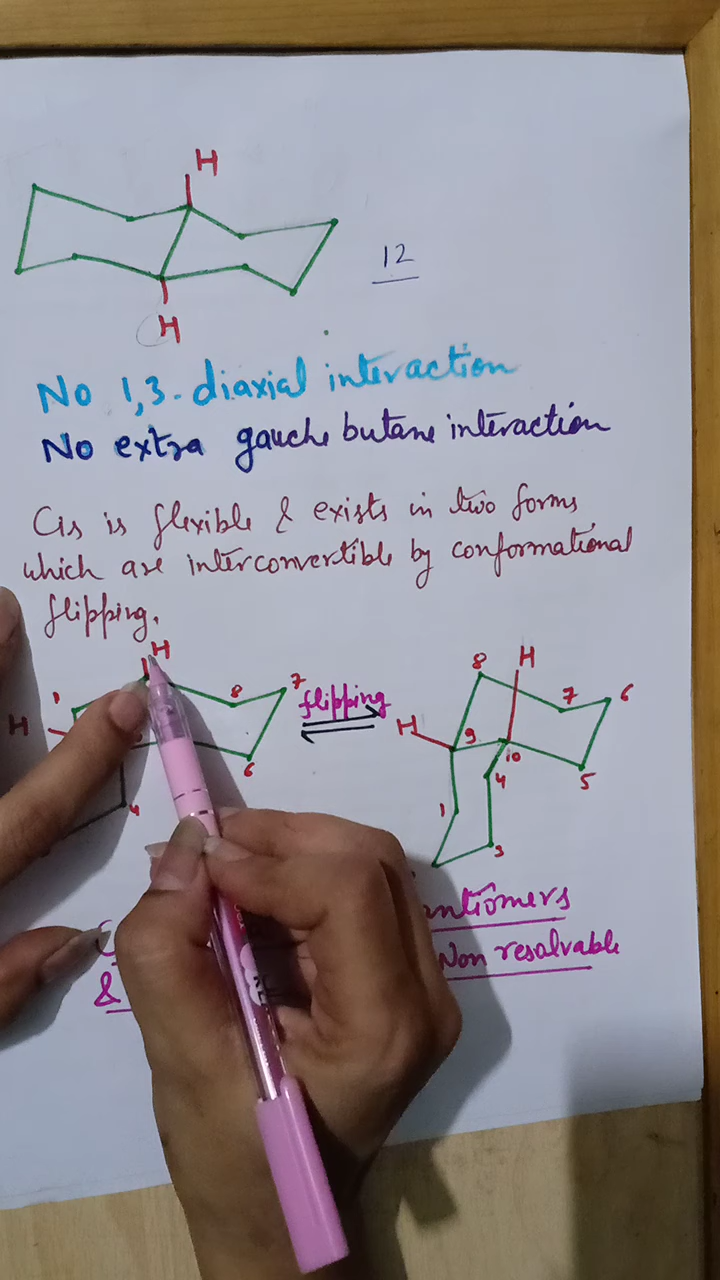 H
12
H
No 1,3-diaxial interaction
No extra gauche butane interaction
Cis is flexible & exists in two forms
which are interconvertible by conformational
flipping.
H
1
8
7
H
6
4
flipping
8
H
7
6
H
9
10
4
5
1
3
Non resolvable
&